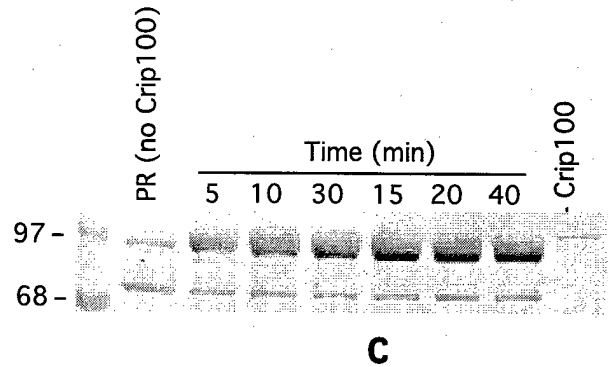 PR (no Crip100)
Time (min)
5 10 30 15 20 40
Crip100
97 –
68 –
C